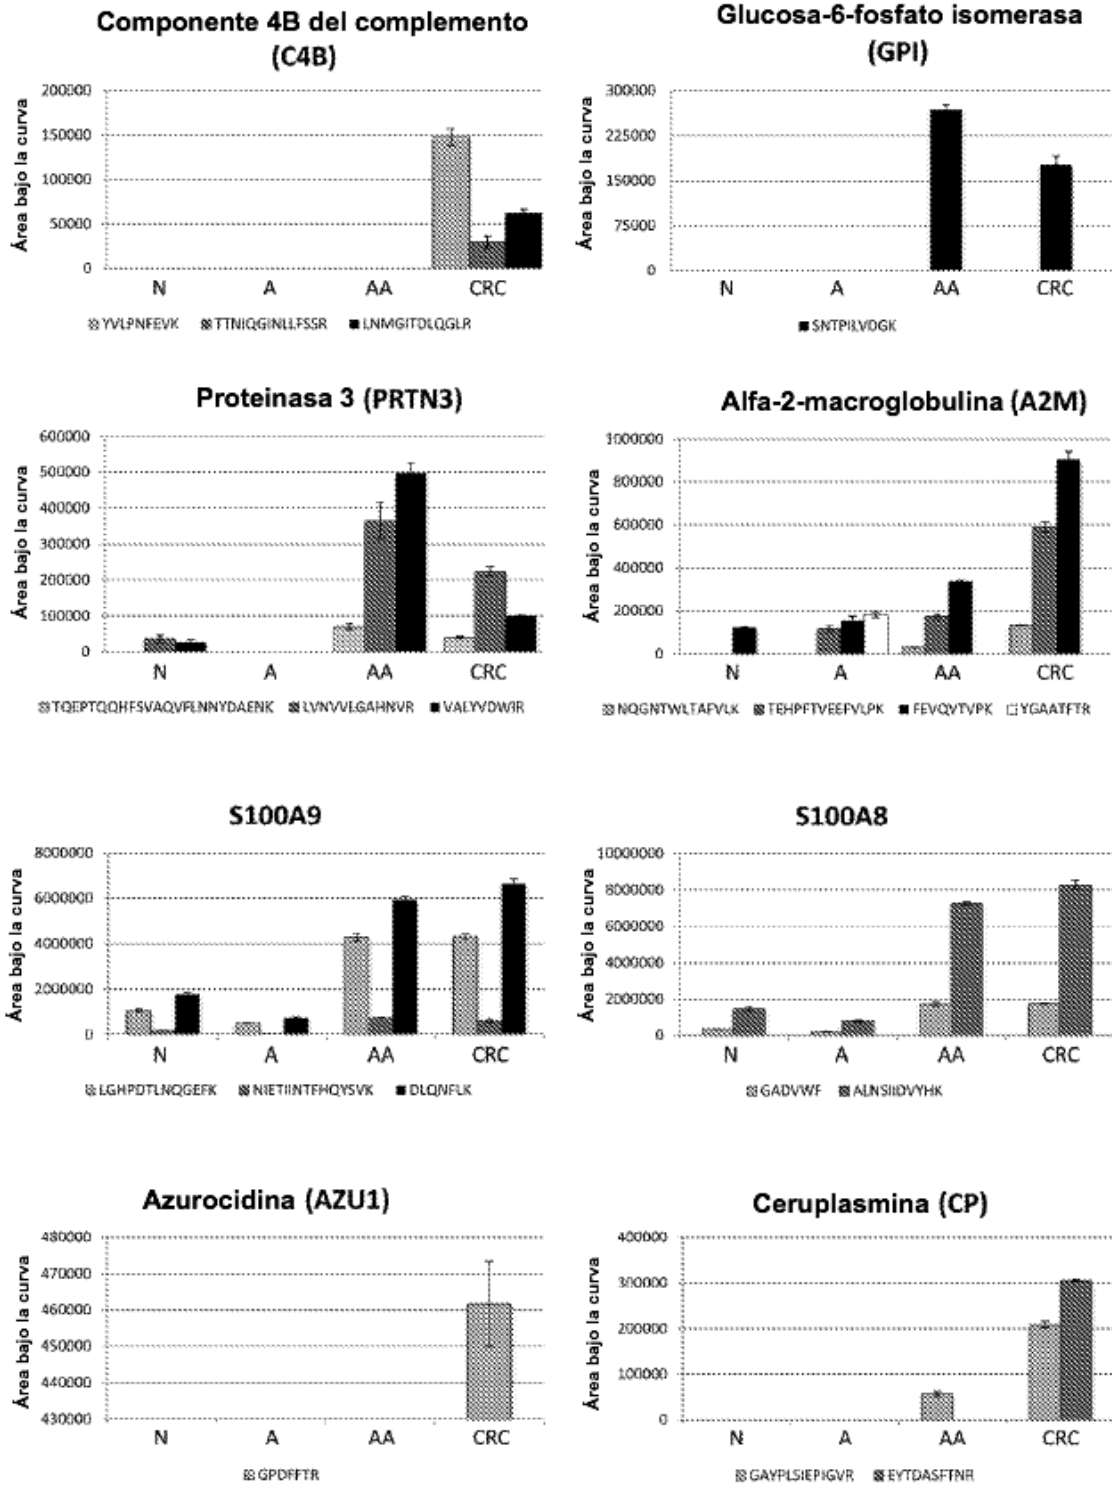 Componente 4B del complemento
(C4B)
Área bajo la curva
200000
150000
100000
50000
0
N A AA CRC
YVLPNFEVK TTNIQGINLLFSSR LNMGITDLQGLR
Glucosa-6-fosfato isomerasa
(GPI)
Área bajo la curva
300000
225000
150000
75000
0
N A AA CRC
SNTPILVDGK
Proteinasa 3 (PRTN3)
Área bajo la curva
600000
500000
400000
300000
200000
100000
0
N A AA CRC
TQEPTQQHFSVAQVFLNNYDAENK LVNVVLGAHNVR VALYVDWIR
Alfa-2-macroglobulina (A2M)
Área bajo la curva
1000000
800000
600000
400000
200000
0
N A AA CRC
NQGNTWLTAFVLK TEHPFTVEEFVLPK FEVQVTVPK YGAATFTR
S100A9
Área bajo la curva
8000000
6000000
4000000
2000000
0
N A AA CRC
LGHPDTLNQGEFK NIETIINTFHQYSVK DLQNFLK
S100A8
Área bajo la curva
10000000
8000000
6000000
4000000
2000000
0
N A AA CRC
GADVWF ALNSIIDVYHK
Azurocidina (AZU1)
Área bajo la curva
480000
470000
460000
450000
440000
430000
N A AA CRC
GPDFFTR
Ceruplasmina (CP)
Área bajo la curva
400000
300000
200000
100000
0
N A AA CRC
GAYPLSIEPIGVR EYTDASFTNR